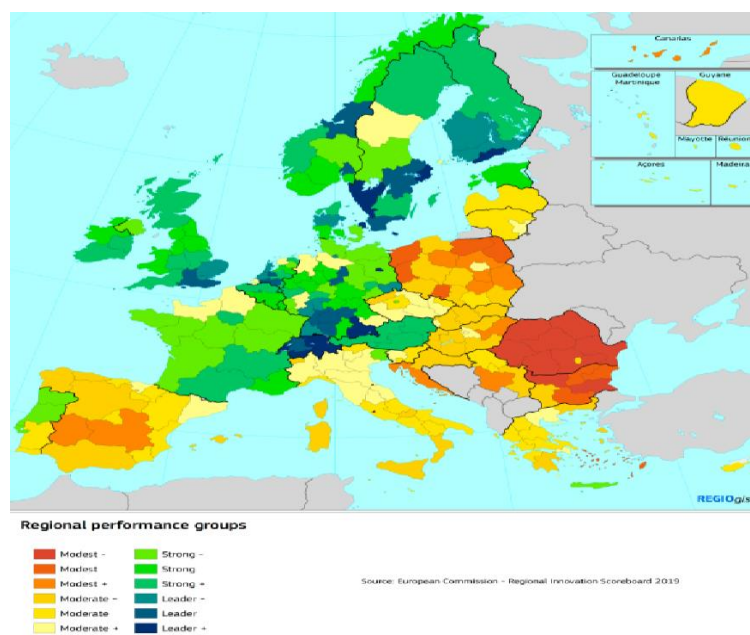 Canarias
Guadeloupe
Martinique
Guyane
Mayotte
Réunion
Açores
Madeira
REGIOgis
Regional performance groups
Modest -
Modest
Modest +
Moderate -
Moderate
Moderate +
Strong -
Strong
Strong +
Leader -
Leader
Leader +
Source: European Commission - Regional Innovation Scoreboard 2019